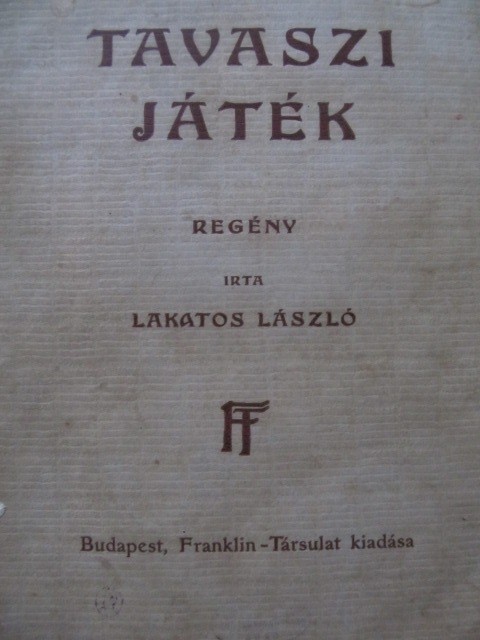 TAVASZI
JÁTÉK
REGÉNY
IRTA
LAKATOS LÁSZLÓ
FT
Budapest, Franklin-Társulat kiadása